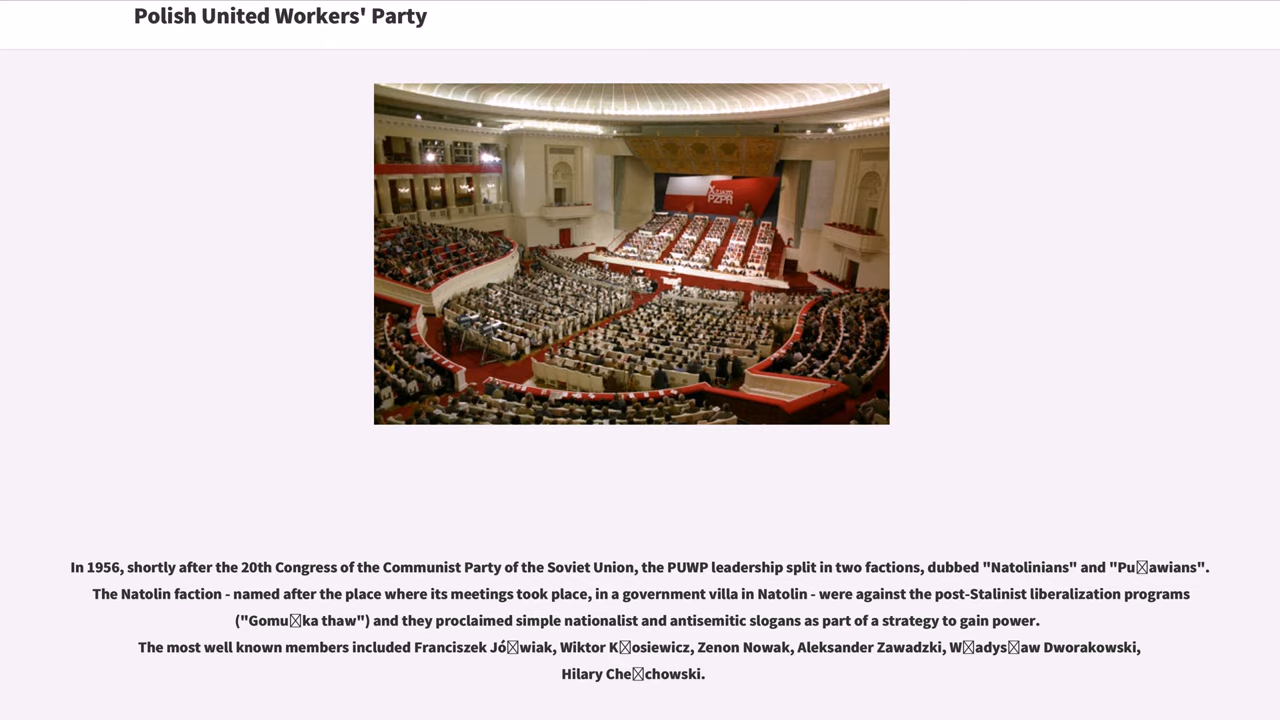 Polish United Workers' Party
X ZJAZD
PZPR
In 1956, shortly after the 20th Congress of the Communist Party of the Soviet Union, the PUWP leadership split in two factions, dubbed "Natolinians" and "Pu☒awians".
The Natolin faction - named after the place where its meetings took place, in a government villa in Natolin - were against the post-Stalinist liberalization programs
("Gomu☒ka thaw") and they proclaimed simple nationalist and antisemitic slogans as part of a strategy to gain power.
The most well known members included Franciszek Jó☒wiak, Wiktor K☒osiewicz, Zenon Nowak, Aleksander Zawadzki, W☒adys☒aw Dworakowski,
Hilary Che☒chowski.